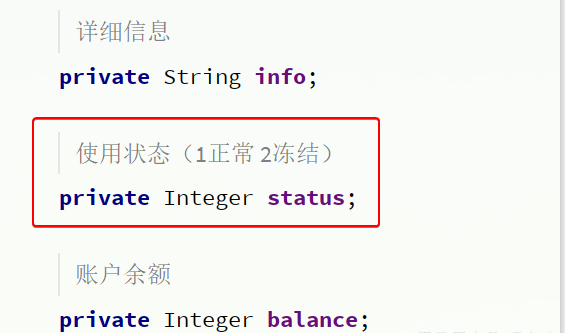 详细信息
private String info;
使用状态（1正常 2冻结）
private Integer status;
账户余额
private Integer balance;